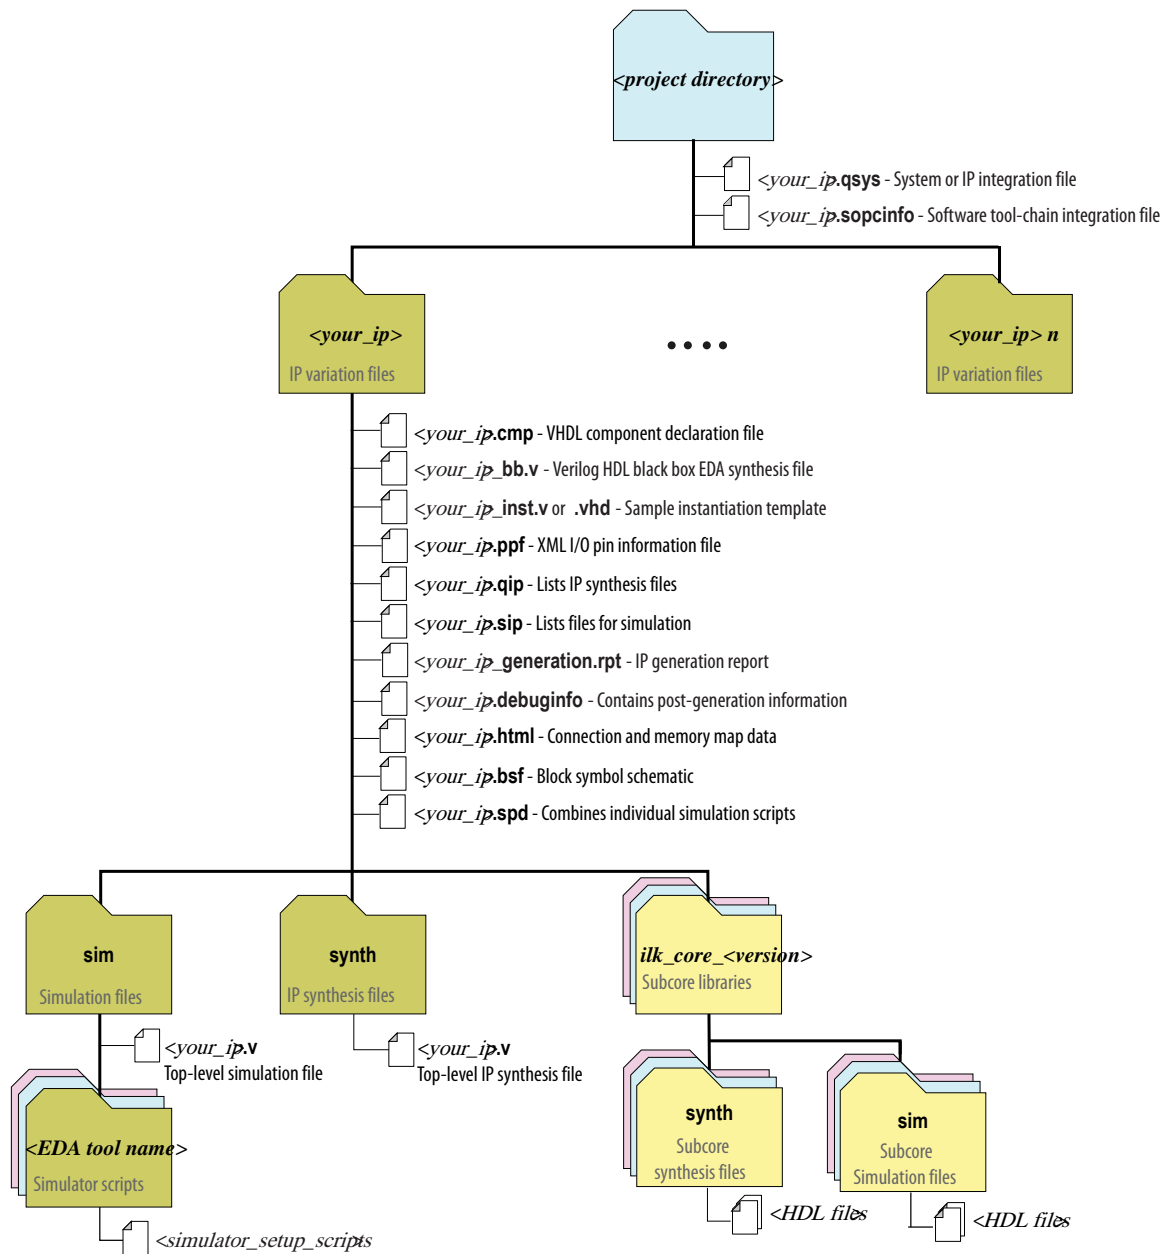 <project directory>
<your_ip>.qsys - System or IP integration file
<your_ip>.sopcinfo - Software tool-chain integration file
<your_ip>
IP variation files
<your_ip> n
IP variation files
<your_ip>.cmp - VHDL component declaration file
<your_ip>_bb.v - Verilog HDL black box EDA synthesis file
<your_ip>_inst.v or .vhd - Sample instantiation template
<your_ip>.ppf - XML I/O pin information file
<your_ip>.qip - Lists IP synthesis files
<your_ip>.sip - Lists files for simulation
<your_ip>_generation.rpt - IP generation report
<your_ip>.debuginfo - Contains post-generation information
<your_ip>.html - Connection and memory map data
<your_ip>.bsf - Block symbol schematic
<your_ip>.spd - Combines individual simulation scripts
sim
Simulation files
synth
IP synthesis files
ilk_core_<version>
Subcore libraries
<your_ip>.v
Top-level simulation file
<your_ip>.v
Top-level IP synthesis file
<EDA tool name>
Simulator scripts
synth
Subcore
synthesis files
sim
Subcore
Simulation files
<HDL files>
<HDL files>
<simulator_setup_scripts>